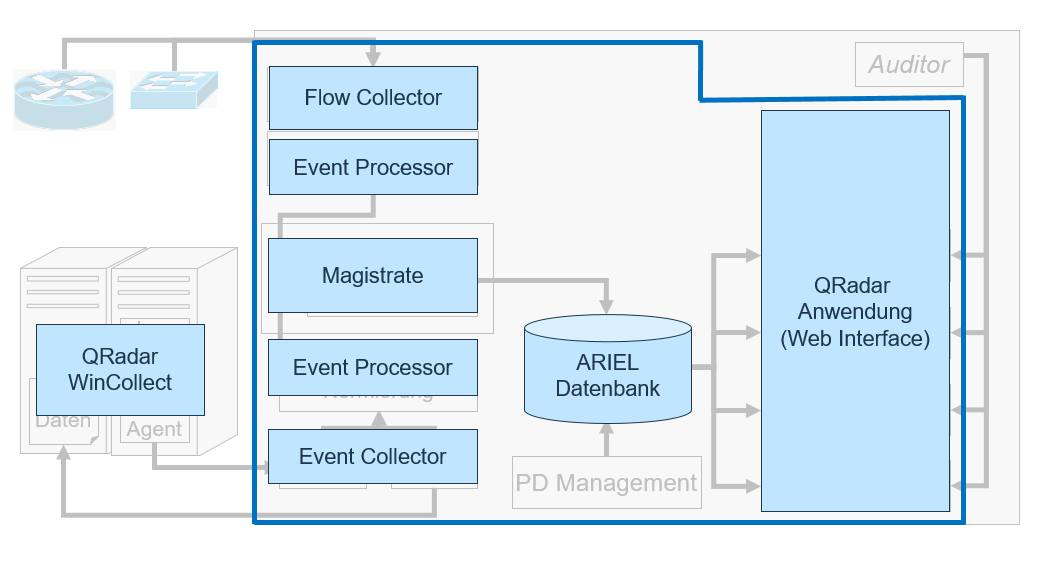 Auditor
Flow Collector
Event Processor
Magistrate
QRadar
Anwendung
(Web Interface)
QRadar
WinCollect
Event Processor
ARIEL
Datenbank
Normierung
Daten
Agent
Event Collector
PD Management